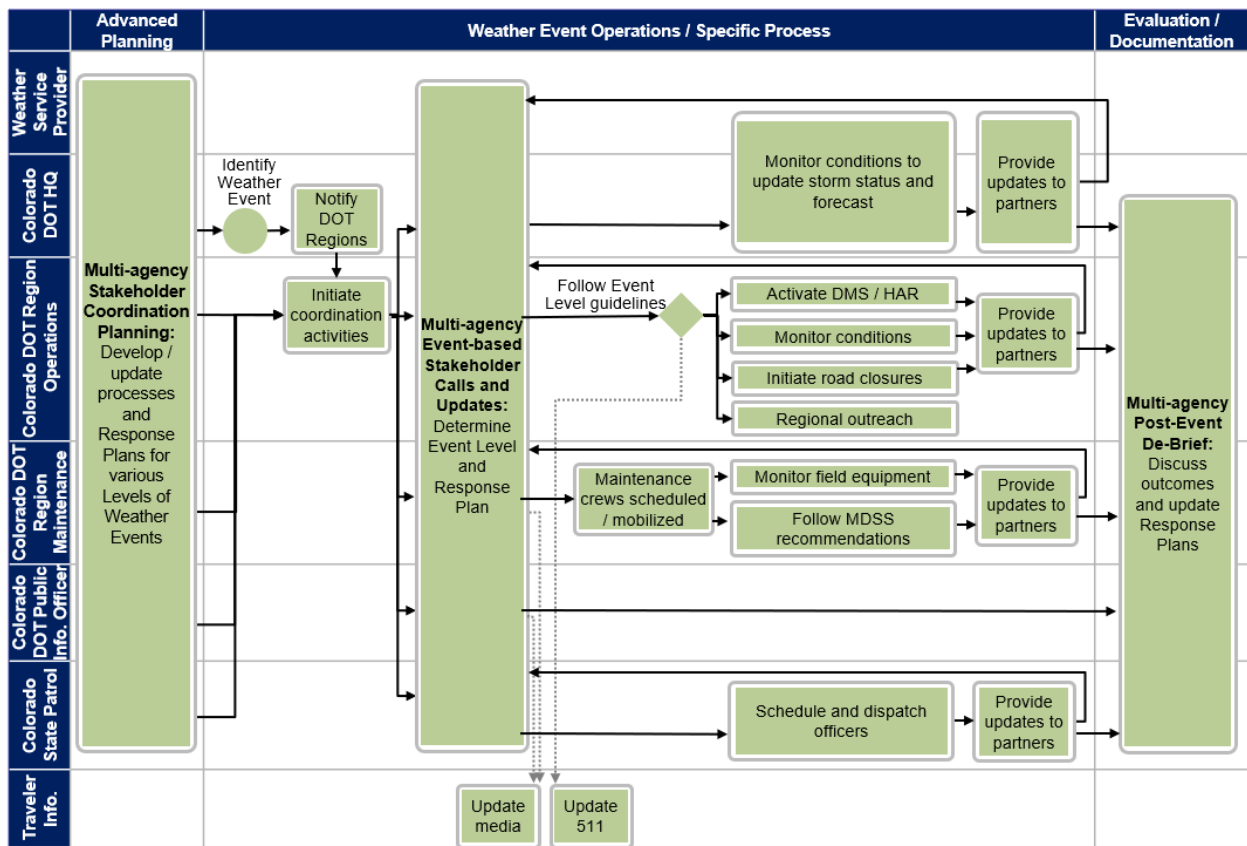 Advanced
Planning
Weather Event Operations / Specific Process
Evaluation /
Documentation
Weather
Service
Provider
Identify
Weather
Event
Monitor conditions to
update storm status and
forecast
Provide
updates to
partners
Colorado
DOT HQ
Notify
DOT
Regions
Colorado DOT Region
Operations
Multi-agency
Stakeholder
Coordination
Planning:
Develop /
update
processes
and
Response
Plans for
various
Levels of
Weather
Events
Initiate
coordination
activities
Multi-agency
Event-based
Stakeholder
Calls and
Updates:
Determine
Event Level
and
Response
Plan
Follow Event
Level guidelines
Activate DMS / HAR
Monitor conditions
Initiate road closures
Regional outreach
Provide
updates to
partners
Multi-agency
Post-Event
De-Brief:
Discuss
outcomes
and update
Response
Plans
Colorado DOT
Region
Maintenance
Maintenance
crews scheduled
/ mobilized
Monitor field equipment
Follow MDSS
recommendations
Provide
updates to
partners
Colorado
DOT Public
Info. Officer
Colorado
State Patrol
Schedule and dispatch
officers
Provide
updates to
partners
Traveler
Info.
Update
media
Update
511